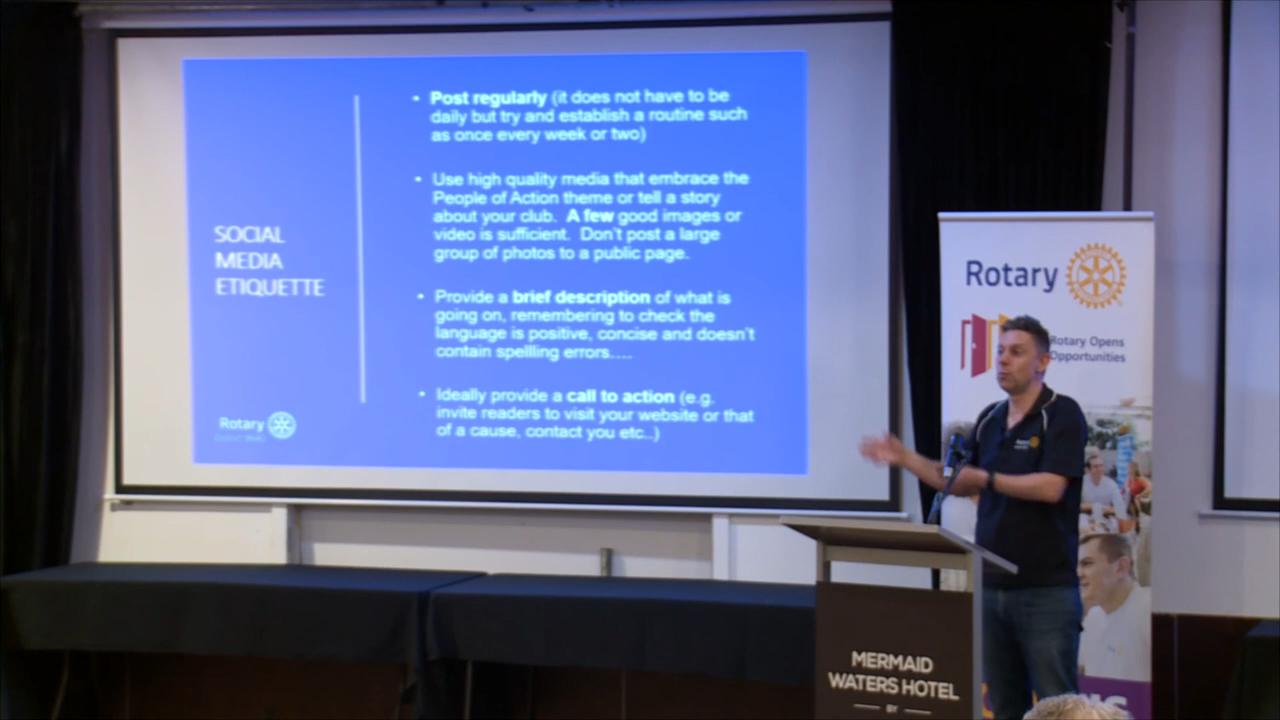 SOCIAL
MEDIA
ETIQUETTE
• Post regularly (it does not have to be
daily but try and establish a routine such
as once every week or two)
• Use high quality media that embrace the
People of Action theme or tell a story
about your club. A few good images or
video is sufficient. Don't post a large
group of photos to a public page.
• Provide a brief description of what is
going on, remembering to check the
language is positive, concise and doesn't
contain spellling errors....
• Ideally provide a call to action (e.g.
invite readers to visit your website or that
of a cause, contact you etc..)
Rotary
Rotary
Rotary Opens
Opportunities
MERMAID
WATERS HOTEL
BY